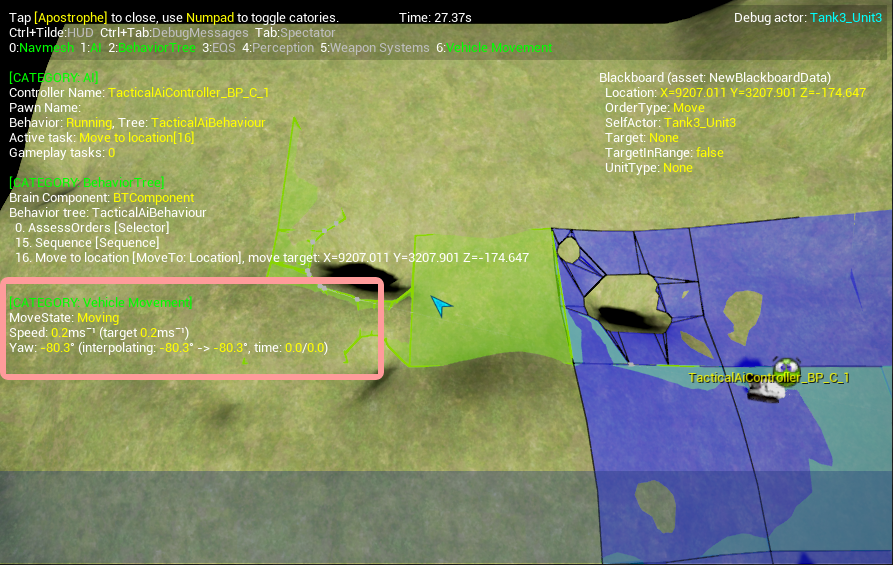 Tap [Apostrophe] to close, use Numpad to toggle catories. Time: 27.37s Debug actor: Tank3_Unit3
Ctrl+Tilde:HUD Ctrl+Tab:DebugMessages Tab:Spectator
0:Navmesh 1:AI 2:BehaviorTree 3:EQS 4:Perception 5:Weapon Systems 6:Vehicle Movement
[CATEGORY: AI]
Controller Name: TacticalAiController_BP_C_1
Pawn Name:
Behavior: Running, Tree: TacticalAiBehaviour
Active task: Move to location[16]
Gameplay tasks: 0
Blackboard (asset: NewBlackboardData)
Location: X=9207.011 Y=3207.901 Z=-174.647
OrderType: Move
SelfActor: Tank3_Unit3
Target: None
TargetInRange: false
UnitType: None
[CATEGORY: BehaviorTree]
Brain Component: BTComponent
Behavior tree: TacticalAiBehaviour
0. AssessOrders [Selector]
15. Sequence [Sequence]
16. Move to location [MoveTo: Location], move target: X=9207.011 Y=3207.901 Z=-174.647
[CATEGORY: Vehicle Movement]
MoveState: Moving
Speed: 0.2ms⁻¹ (target 0.2ms⁻¹)
Yaw: -80.3° (interpolating: -80.3° -> -80.3°, time: 0.0/0.0)
TacticalAiController_BP_C_1